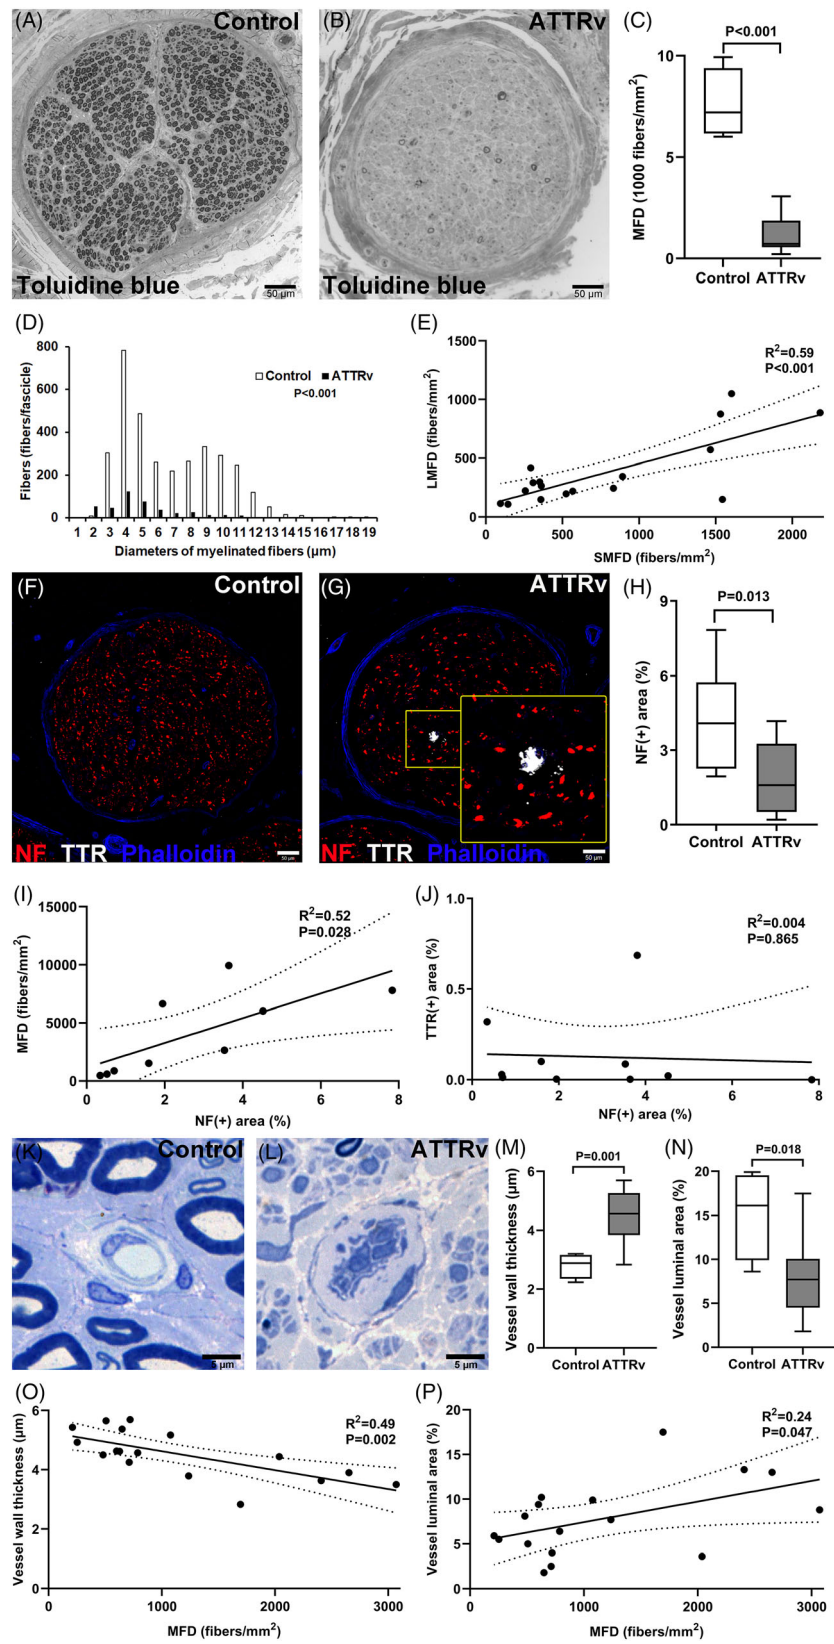 (A) Control
Toluidine blue
50 µm
(B) ATTRv
Toluidine blue
50 µm
(C)
P<0.001
MFD (1000 fibers/mm²)
10
5
0
Control ATTRv
(D)
Fibers (fibers/fascicle)
800
600
400
200
0
Control ATTRv
P<0.001
1 2 3 4 5 6 7 8 9 10 11 12 13 14 15 16 17 18 19
Diameters of myelinated fibers (µm)
(E)
LMFD (fibers/mm²)
1500
1000
500
0
R²=0.59
P<0.001
0 500 1000 1500 2000
SMFD (fibers/mm²)
(F) Control
NF TTR Phalloidin
50 µm
(G) ATTRv
NF TTR Phalloidin
50 µm
(H)
P=0.013
NF(+) area (%)
9
6
3
0
Control ATTRv
(I)
MFD (fibers/mm²)
15000
10000
5000
0
R²=0.52
P=0.028
0 2 4 6 8
NF(+) area (%)
(J)
TTR(+) area (%)
1.0
0.5
0.0
R²=0.004
P=0.865
0 2 4 6 8
NF(+) area (%)
(K) Control
5 µm
(L) ATTRv
5 µm
(M)
P=0.001
Vessel wall thickness (µm)
6
4
2
0
Control ATTRv
(N)
P=0.018
Vessel luminal area (%)
20
15
10
5
0
Control ATTRv
(O)
Vessel wall thickness (µm)
6
4
2
0
R²=0.49
P=0.002
0 1000 2000 3000
MFD (fibers/mm²)
(P)
Vessel luminal area (%)
20
15
10
5
0
R²=0.24
P=0.047
0 1000 2000 3000
MFD (fibers/mm²)